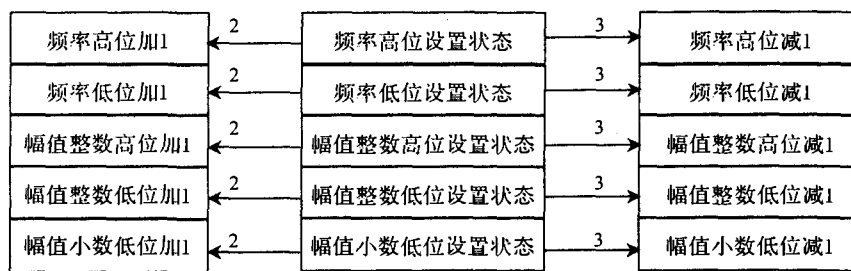 频率高位加1 2 频率高位设置状态 3 频率高位减1
频率低位加1 2 频率低位设置状态 3 频率低位减1
幅值整数高位加1 2 幅值整数高位设置状态 3 幅值整数高位减1
幅值整数低位加1 2 幅值整数低位设置状态 3 幅值整数低位减1
幅值小数低位加1 2 幅值小数低位设置状态 3 幅值小数低位减1